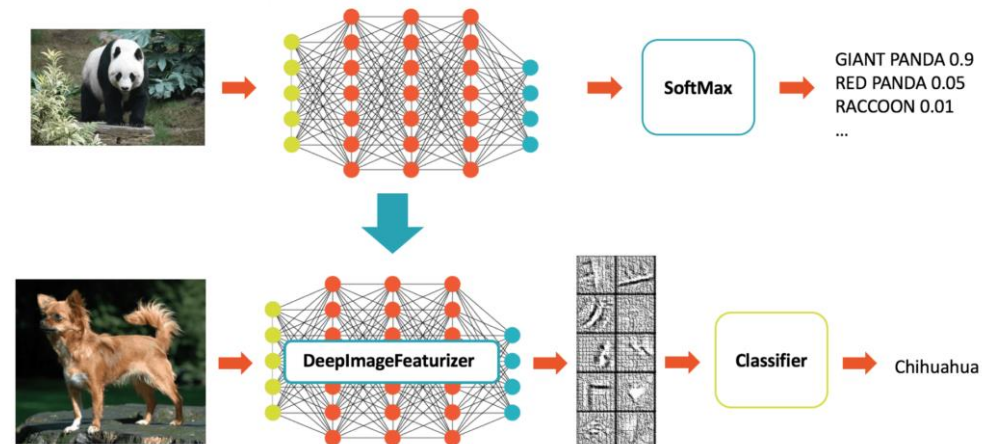 SoftMax
GIANT PANDA 0.9
RED PANDA 0.05
RACCOON 0.01
...
DeepImageFeaturizer
Classifier
Chihuahua